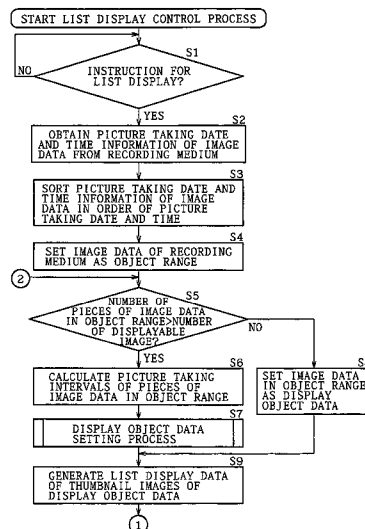 START LIST DISPLAY CONTROL PROCESS
S1
NO
INSTRUCTION FOR
LIST DISPLAY?
YES
S2
OBTAIN PICTURE TAKING DATE
AND TIME INFORMATION OF IMAGE
DATA FROM RECORDING MEDIUM
S3
SORT PICTURE TAKING DATE AND
TIME INFORMATION OF IMAGE
DATA IN ORDER OF PICTURE
TAKING DATE AND TIME
S4
SET IMAGE DATA OF RECORDING
MEDIUM AS OBJECT RANGE
2
S5
NUMBER OF
PIECES OF IMAGE DATA
IN OBJECT RANGE>NUMBER
OF DISPLAYABLE
IMAGE?
NO
YES
S6
CALCULATE PICTURE TAKING
INTERVALS OF PIECES OF
IMAGE DATA IN OBJECT RANGE
SET IMAGE DATA
IN OBJECT RANGE
AS DISPLAY
OBJECT DATA
S7
DISPLAY OBJECT DATA
SETTING PROCESS
S9
GENERATE LIST DISPLAY DATA
OF THUMBNAIL IMAGES OF
DISPLAY OBJECT DATA
1